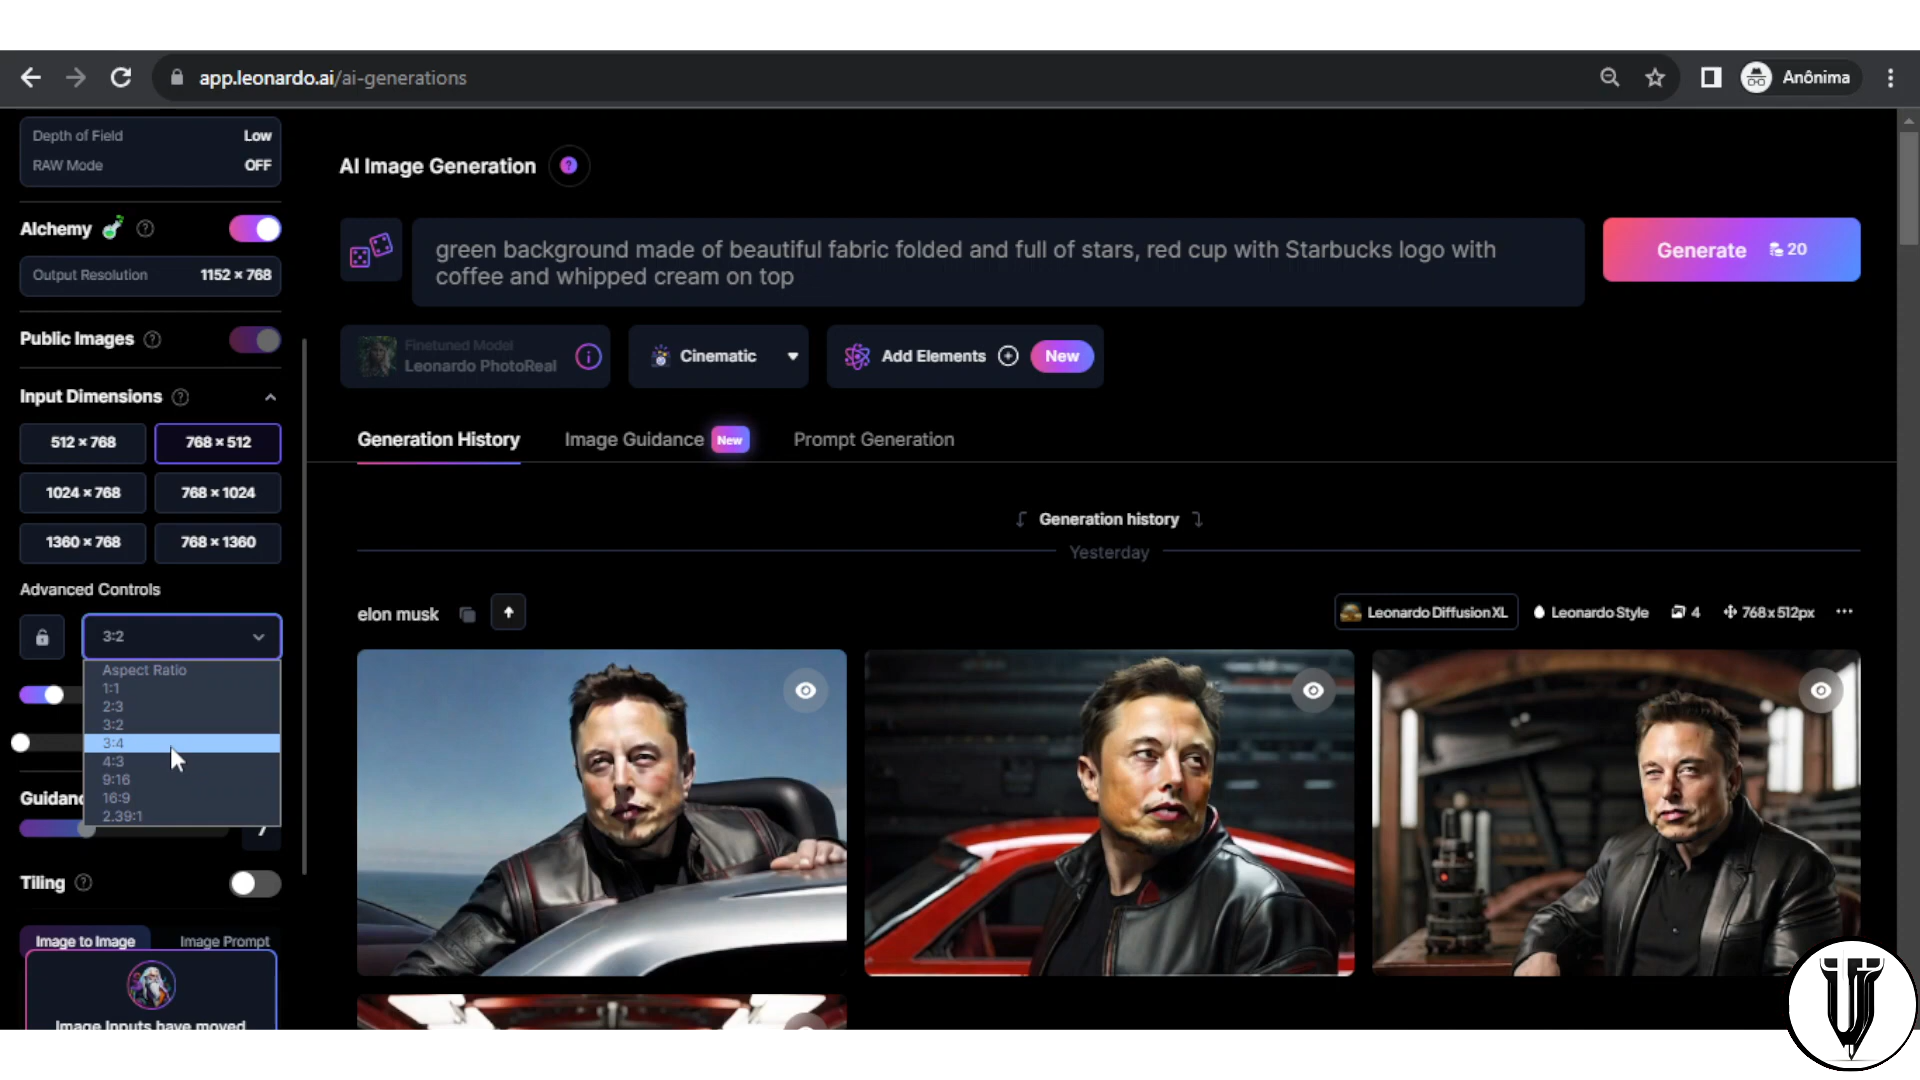 app.leonardo.ai/ai-generations
Anônima
Depth of Field Low
RAW Mode OFF
Alchemy
Output Resolution 1152 × 768
Public Images
Input Dimensions
512 × 768 768 × 512
1024 × 768 768 × 1024
1360 × 768 768 × 1360
Advanced Controls
3:2
Aspect Ratio
1:1
2:3
3:2
3:4
4:3
9:16
16:9
2.39:1
Tiling
Image to Image Image Prompt
Image Inputs have moved
AI Image Generation
green background made of beautiful fabric folded and full of stars, red cup with Starbucks logo with
coffee and whipped cream on top
Generate 20
Finetuned Model
Leonardo PhotoReal
Cinematic
Add Elements New
Generation History Image Guidance New Prompt Generation
Generation history
Yesterday
elon musk
Leonardo Diffusion XL Leonardo Style 4 768x512px